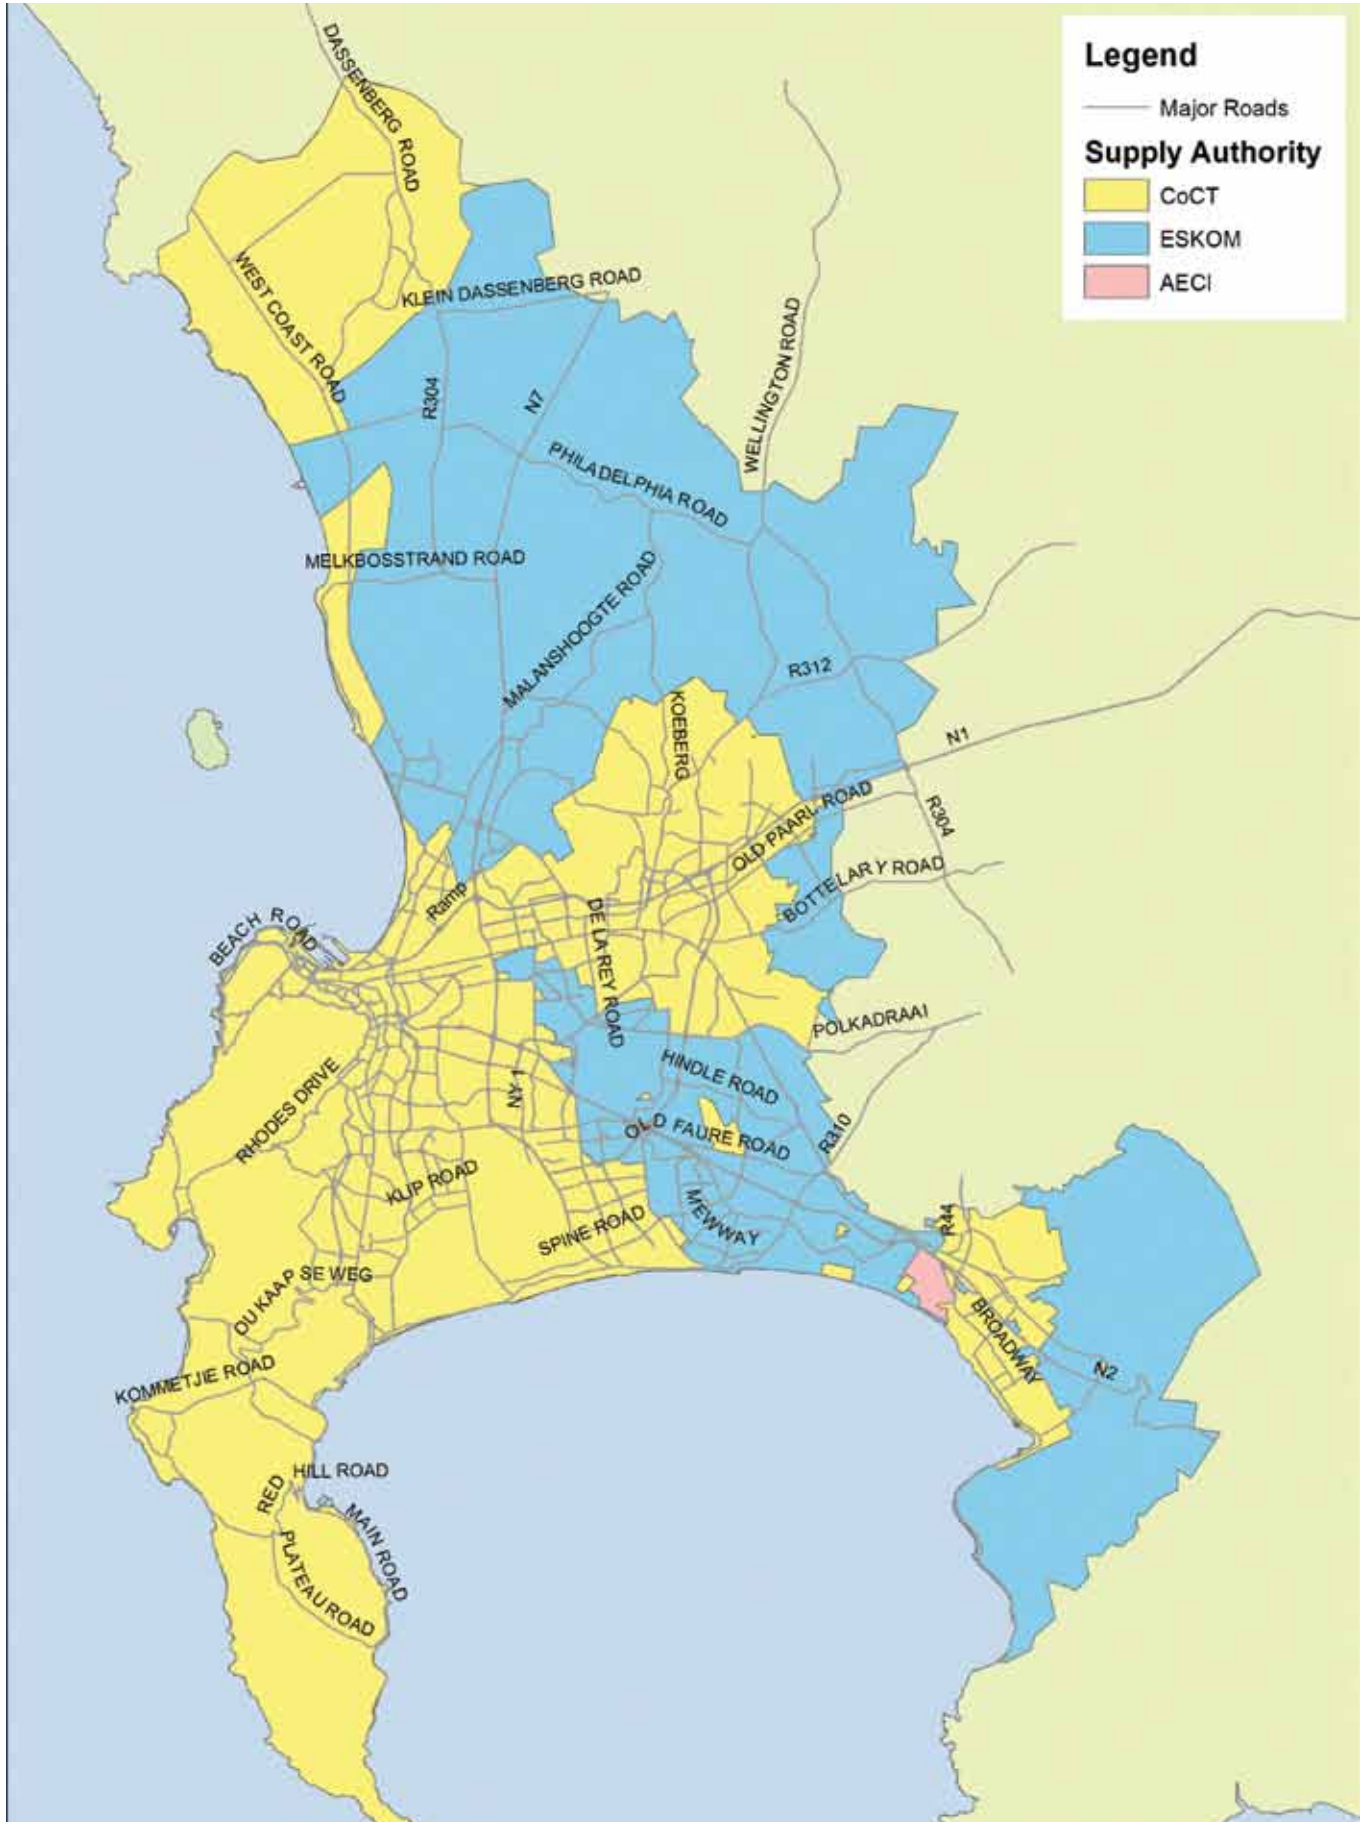 Legend
Major Roads
Supply Authority
CoCT
ESKOM
AECI
DASSENBERG ROAD
WEST COAST ROAD
KLEIN DASSENBERG ROAD
R304
N7
WELLINGTON ROAD
PHILADELPHIA ROAD
MELKBOSSTRAND ROAD
MALANSHOOGTE ROAD
R312
KOEBERG
N1
OLD PAARL ROAD
R304
BOTTELARY ROAD
Ramp
BEACH ROAD
DE LA REY ROAD
POLKADRAAI
HINDLE ROAD
RHODES DRIVE
NY 1
OLD FAURE ROAD
R310
KLIP ROAD
MEWWAY
SPINE ROAD
R44
OU KAAPSE WEG
BROADWAY
N2
KOMMETJIE ROAD
RED HILL ROAD
MAIN ROAD
PLATEAU ROAD